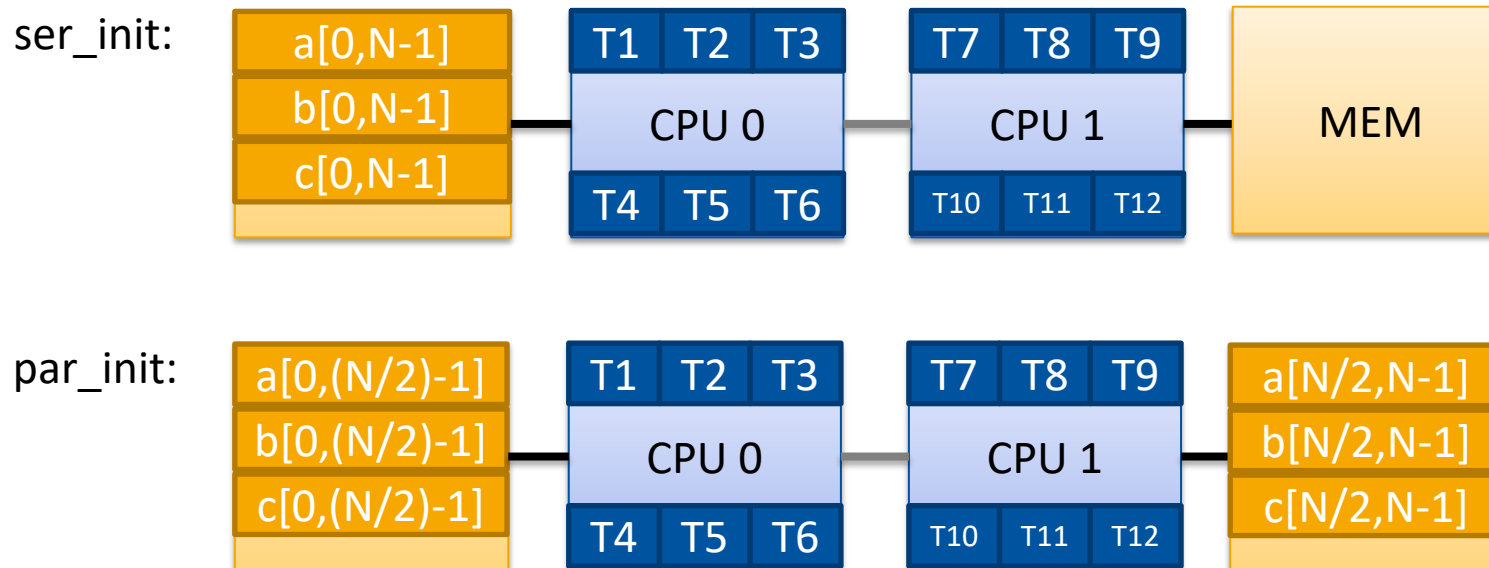 ser_init:
a[0,N-1]
b[0,N-1]
c[0,N-1]
T1 T2 T3
CPU 0
T4 T5 T6
T7 T8 T9
CPU 1
T10 T11 T12
MEM
par_init:
a[0,(N/2)-1]
b[0,(N/2)-1]
c[0,(N/2)-1]
T1 T2 T3
CPU 0
T4 T5 T6
T7 T8 T9
CPU 1
T10 T11 T12
a[N/2,N-1]
b[N/2,N-1]
c[N/2,N-1]